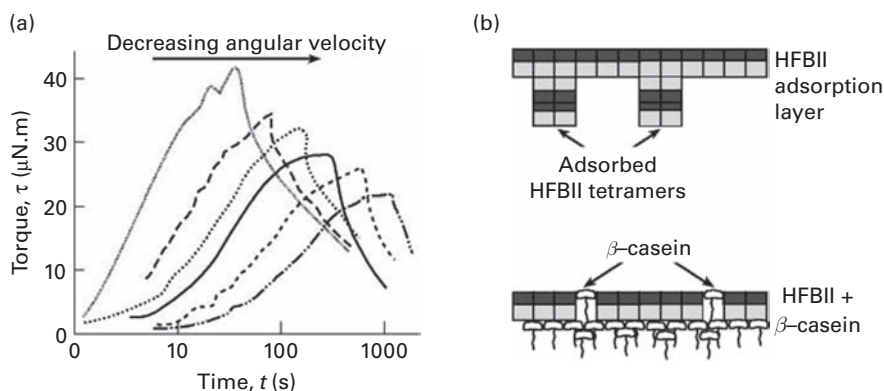 (a)
Decreasing angular velocity
40
30
20
10
0
Torque, τ (μN.m)
0
10
100
1000
Time, t (s)
(b)
HFBII
adsorption
layer
Adsorbed
HFBII tetramers
β–casein
HFBII +
β-casein